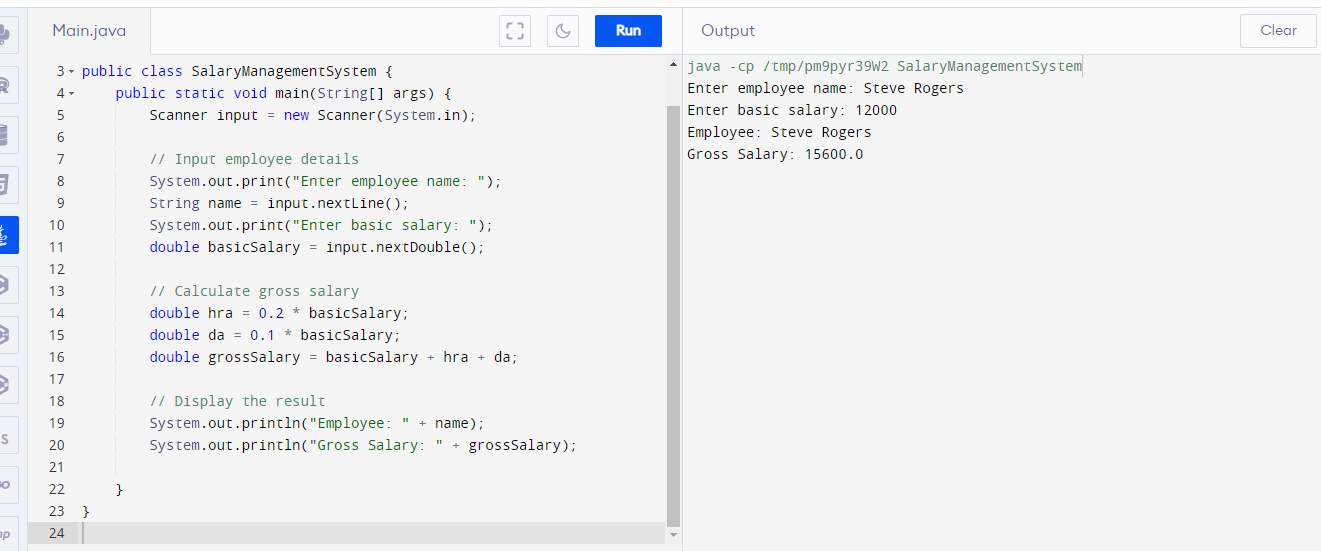 Main.java
Run
Output
Clear
3 public class SalaryManagementSystem {
4     public static void main(String[] args) {
5         Scanner input = new Scanner(System.in);
6
7         // Input employee details
8         System.out.print("Enter employee name: ");
9         String name = input.nextLine();
10         System.out.print("Enter basic salary: ");
11         double basicSalary = input.nextDouble();
12
13         // Calculate gross salary
14         double hra = 0.2 * basicSalary;
15         double da = 0.1 * basicSalary;
16         double grossSalary = basicSalary + hra + da;
17
18         // Display the result
19         System.out.println("Employee: " + name);
20         System.out.println("Gross Salary: " + grossSalary);
21
22     }
23 }
24
java -cp /tmp/pm9pyr39W2 SalaryManagementSystem
Enter employee name: Steve Rogers
Enter basic salary: 12000
Employee: Steve Rogers
Gross Salary: 15600.0